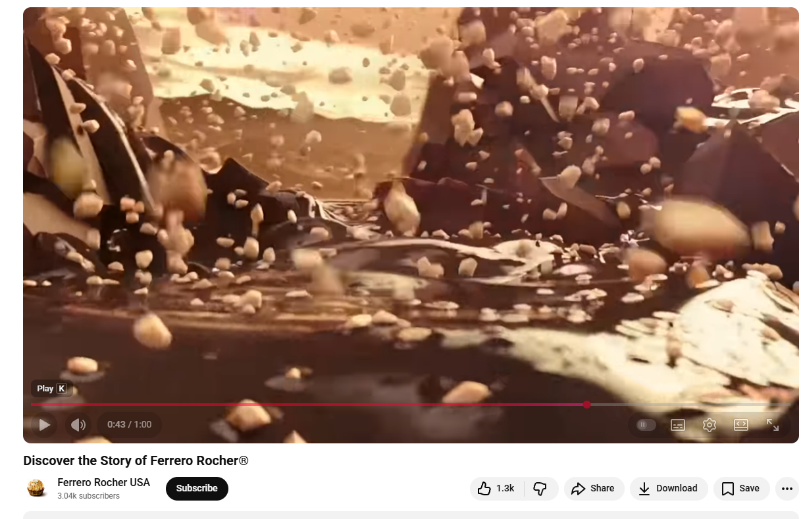 Play K
0:43 / 1:00
Discover the Story of Ferrero Rocher®
Ferrero Rocher USA
3.04k subscribers
Subscribe
1.3k
Share
Download
Save